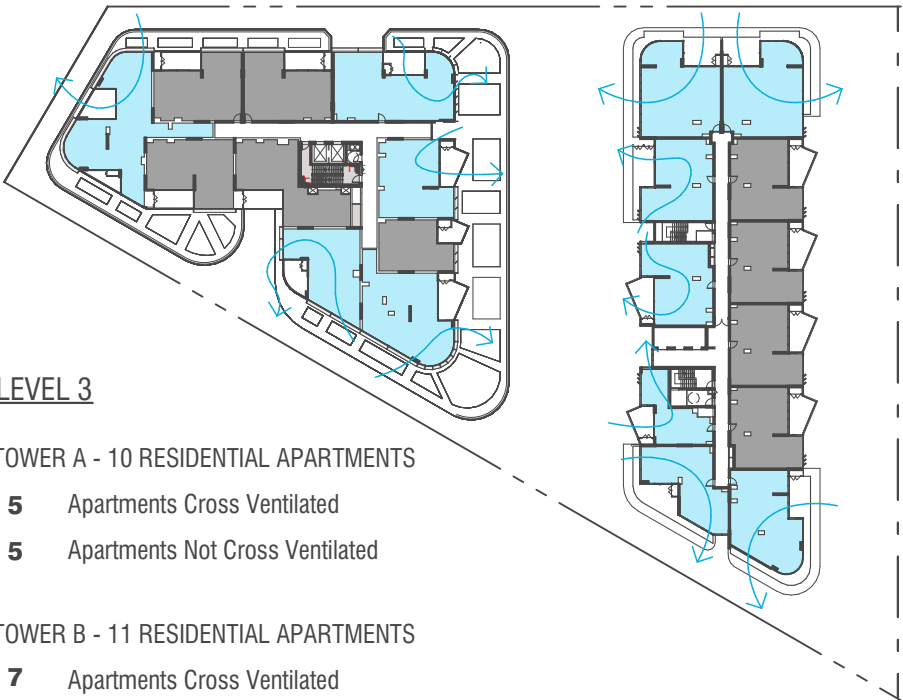 LEVEL 3
TOWER A - 10 RESIDENTIAL APARTMENTS
5 Apartments Cross Ventilated
5 Apartments Not Cross Ventilated
TOWER B - 11 RESIDENTIAL APARTMENTS
7 Apartments Cross Ventilated